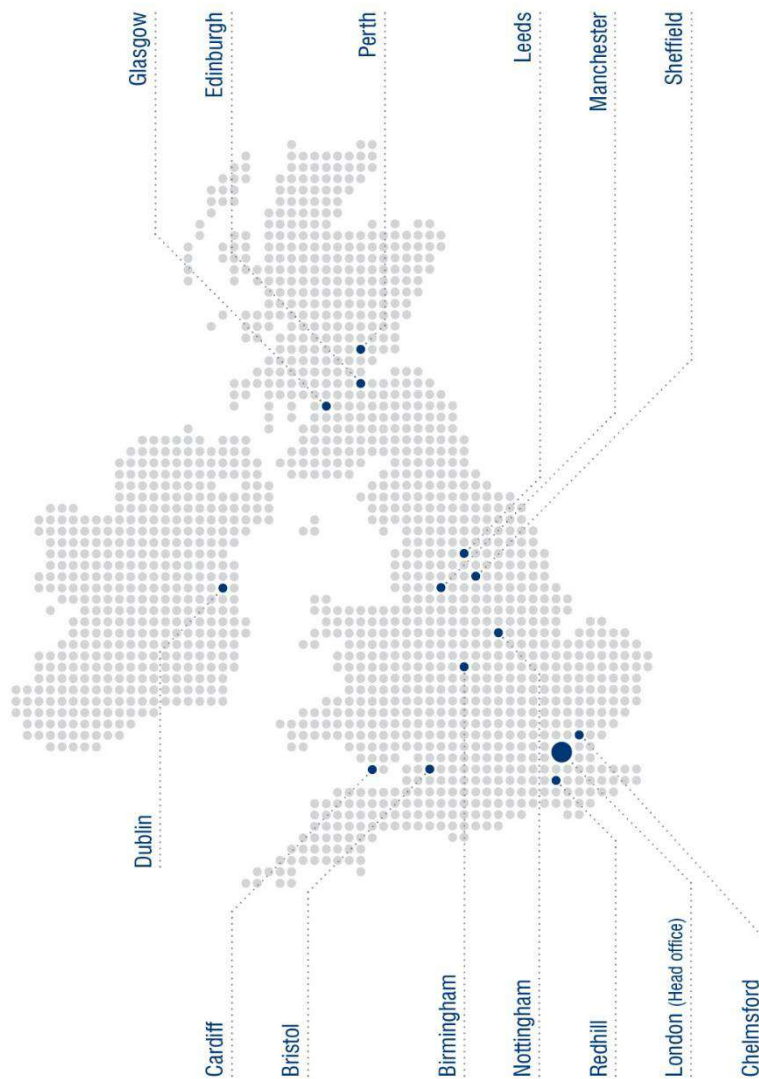 Glasgow
Edinburgh
Perth
Leeds
Manchester
Sheffield
Dublin
Cardiff
Bristol
Birmingham
Nottingham
Redhill
London (Head office)
Chelmsford